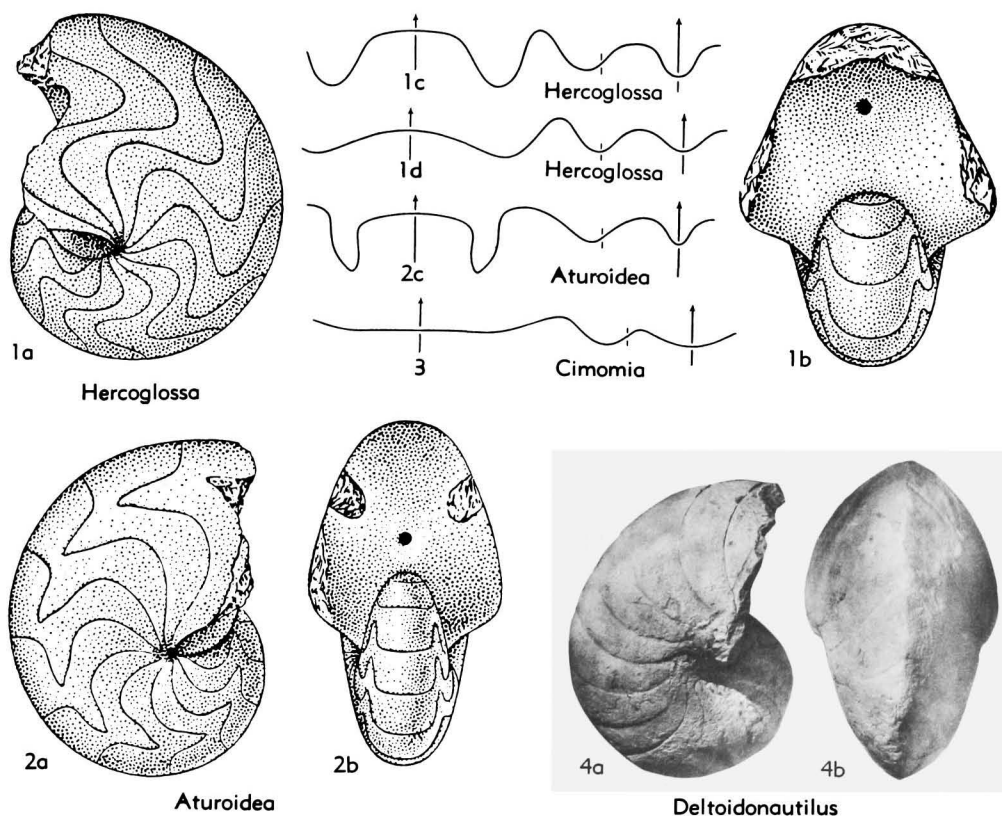 1a
Hercoglossa
1c
Hercoglossa
1d
Hercoglossa
2c
Aturoidea
3
Cimomia
1b
2a
2b
Aturoidea
4a
4b
Deltoidonautilus